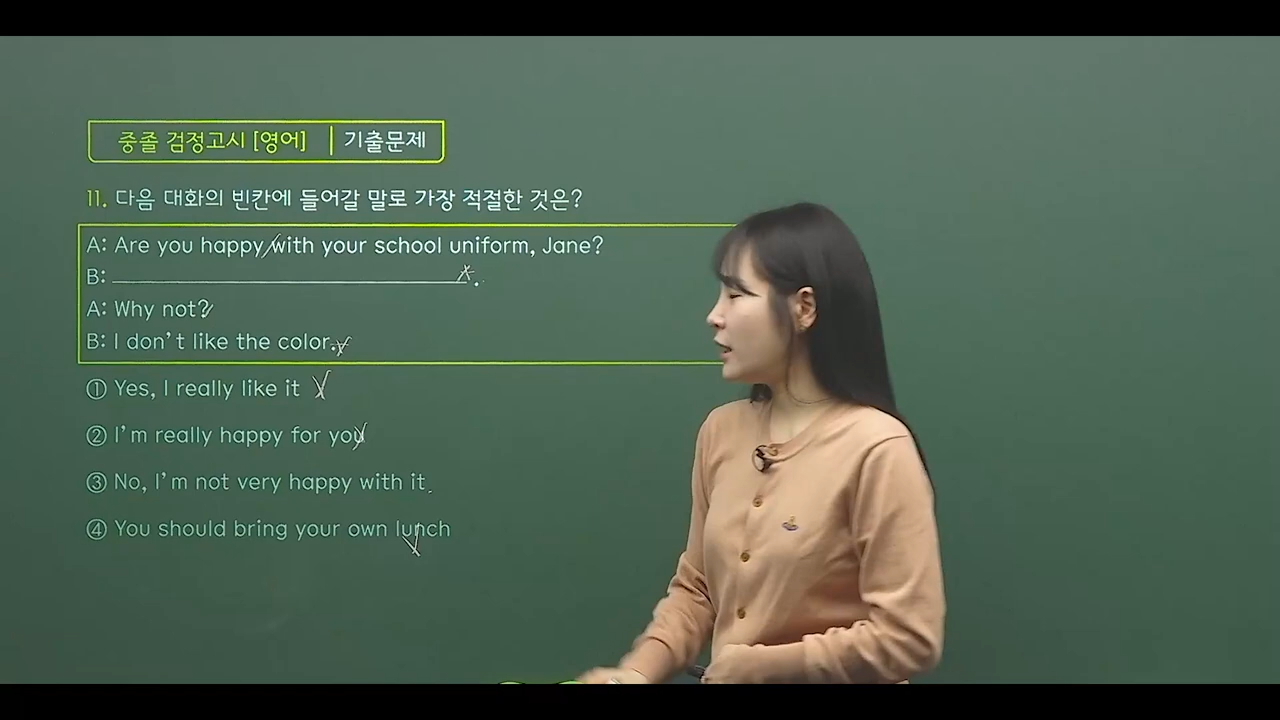 중졸 검정고시 [영어] | 기출문제
11. 다음 대화의 빈칸에 들어갈 말로 가장 적절한 것은?
A: Are you happy with your school uniform, Jane?
B: ____________________.
A: Why not?
B: I don't like the color.
① Yes, I really like it
② I'm really happy for you
③ No, I'm not very happy with it
④ You should bring your own lunch